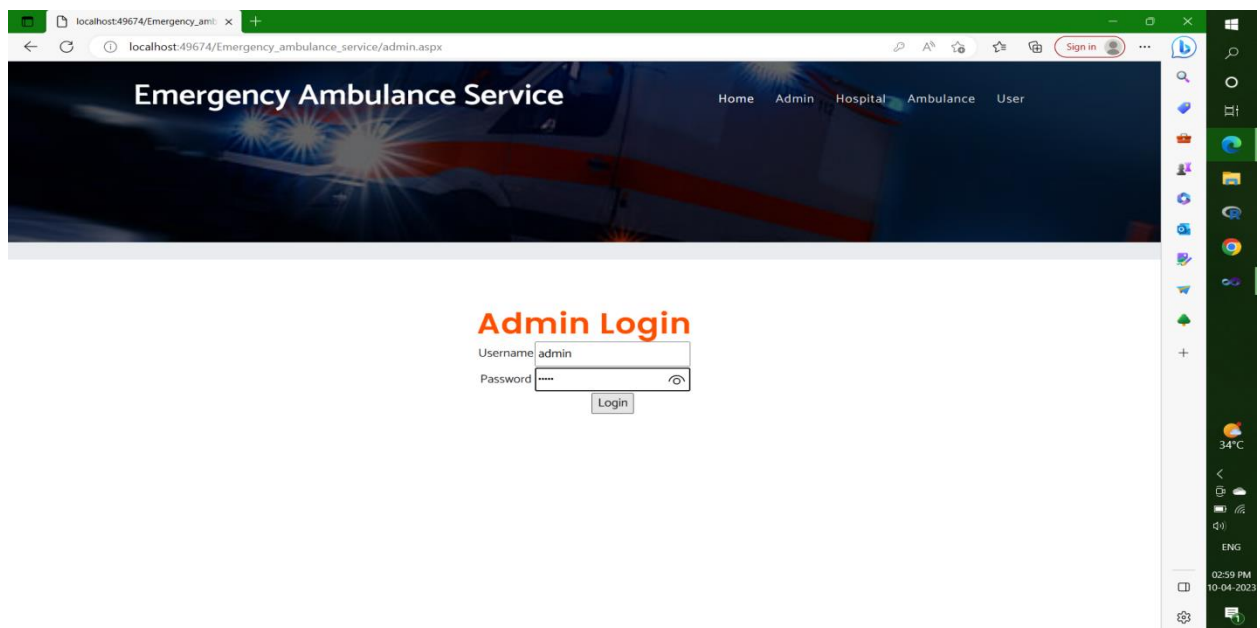 localhost:49674/Emergency_amb
localhost:49674/Emergency_ambulance_service/admin.aspx
Sign in
Emergency Ambulance Service
Home Admin Hospital Ambulance User
Admin Login
Username admin
Password •••••
Login
34°C
ENG
02:59 PM
10-04-2023
1